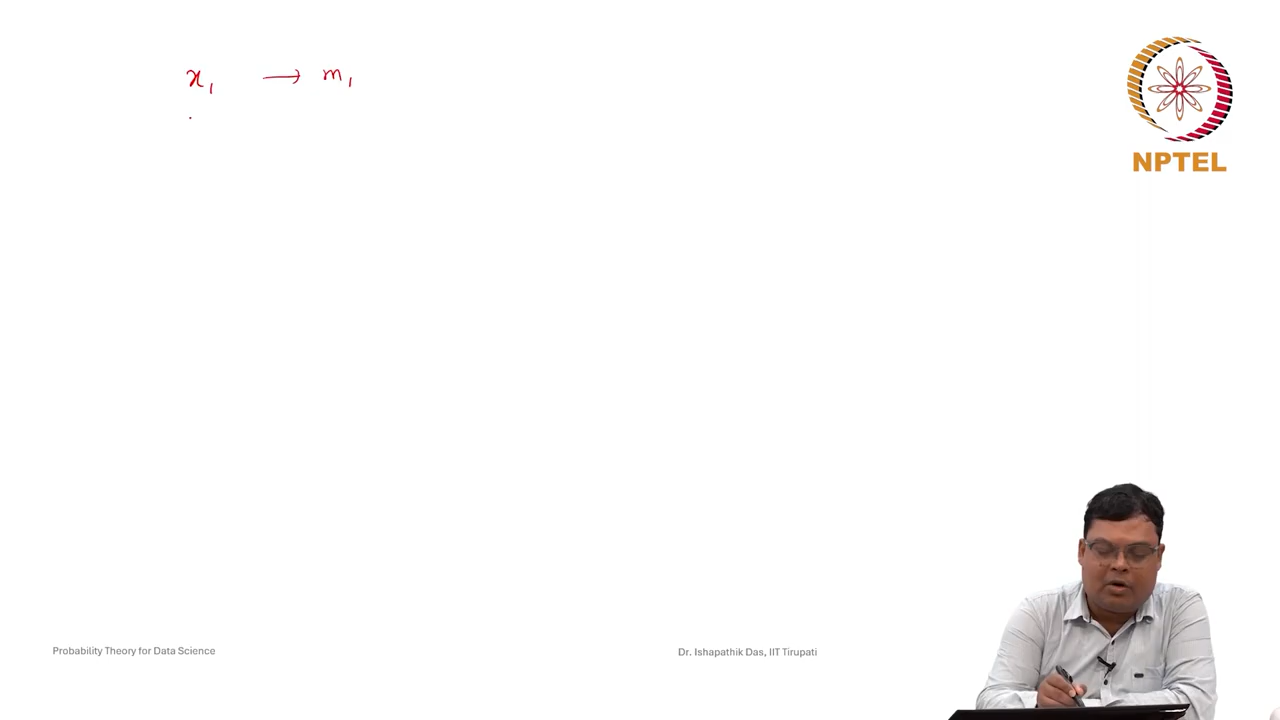 x₁ → m₁
NPTEL
Probability Theory for Data Science
Dr. Ishapathik Das, IIT Tirupati